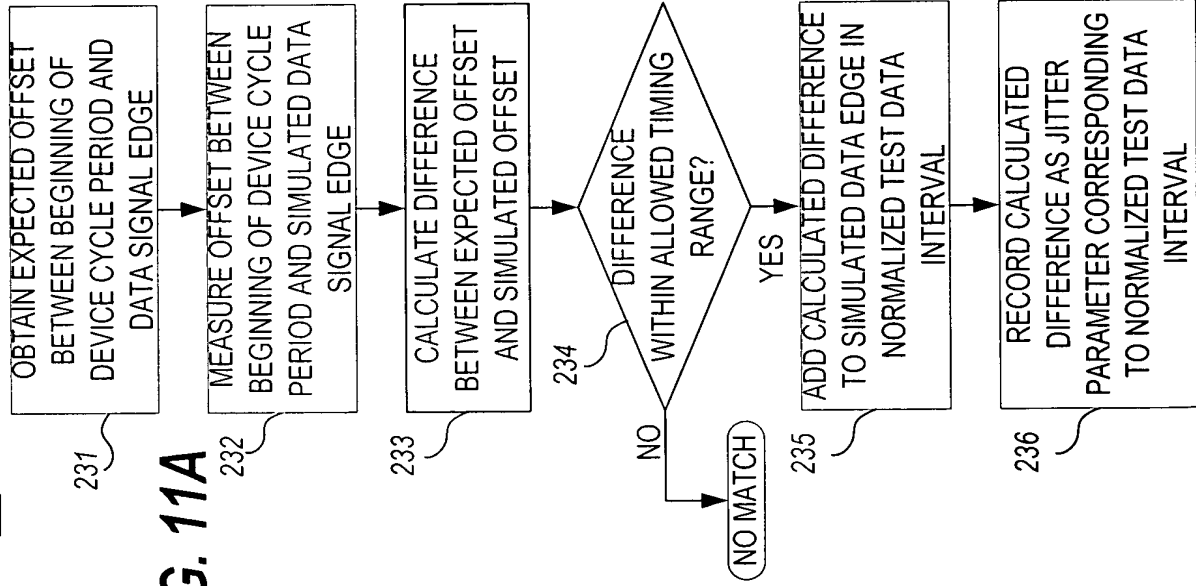 OBTAIN EXPECTED OFFSET
BETWEEN BEGINNING OF
DEVICE CYCLE PERIOD AND
DATA SIGNAL EDGE
231
G. 11A
MEASURE OFFSET BETWEEN
BEGINNING OF DEVICE CYCLE
PERIOD AND SIMULATED DATA
SIGNAL EDGE
232
CALCULATE DIFFERENCE
BETWEEN EXPECTED OFFSET
AND SIMULATED OFFSET
233
DIFFERENCE
WITHIN ALLOWED TIMING
RANGE?
234
NO
NO MATCH
YES
ADD CALCULATED DIFFERENCE
TO SIMULATED DATA EDGE IN
NORMALIZED TEST DATA
INTERVAL
235
RECORD CALCULATED
DIFFERENCE AS JITTER
PARAMETER CORRESPONDING
TO NORMALIZED TEST DATA
INTERVAL
236